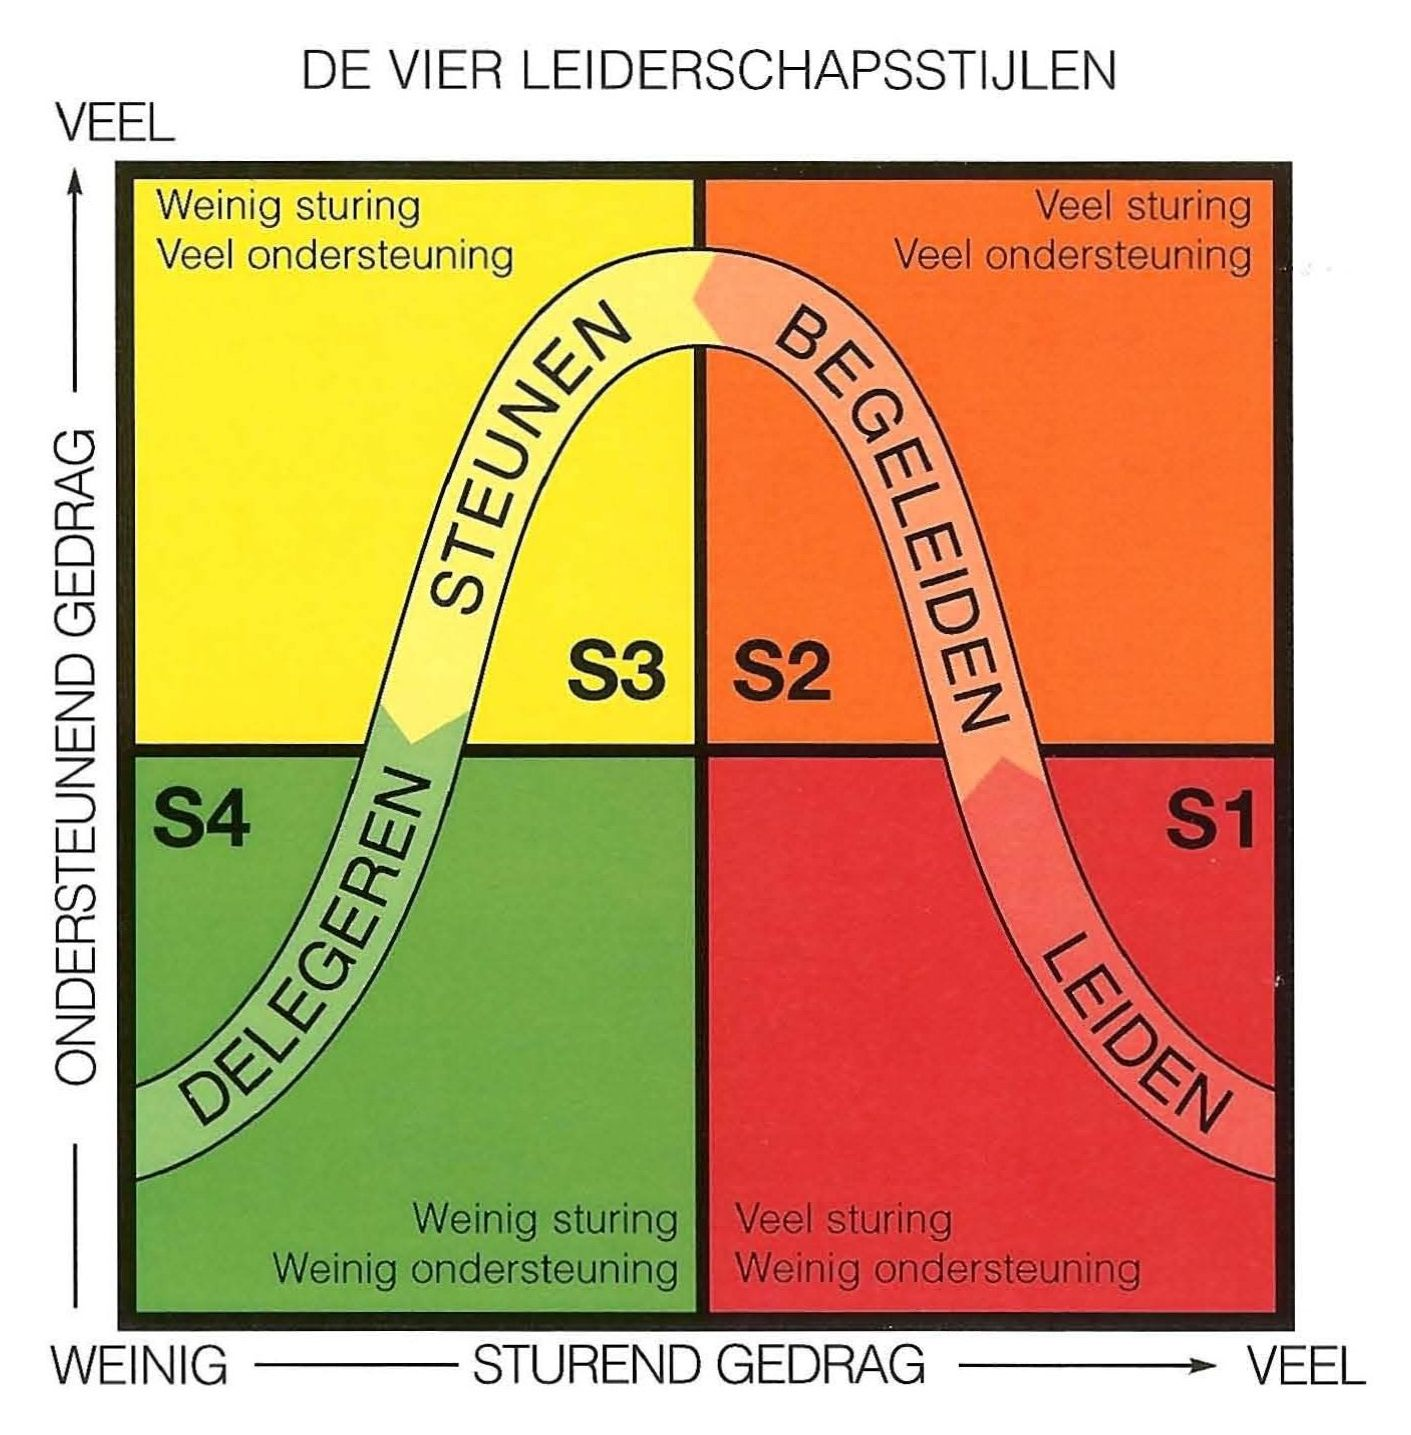 DE VIER LEIDERSCHAPSSTIJLEN
VEEL
Weinig sturing
Veel ondersteuning
Veel sturing
Veel ondersteuning
STEUNEN
BEGELEIDEN
S3
S2
ONDERSTEUNEND GEDRAG
S4
S1
DELEGEREN
LEIDEN
Weinig sturing
Weinig ondersteuning
Veel sturing
Weinig ondersteuning
WEINIG
STUREND GEDRAG
VEEL